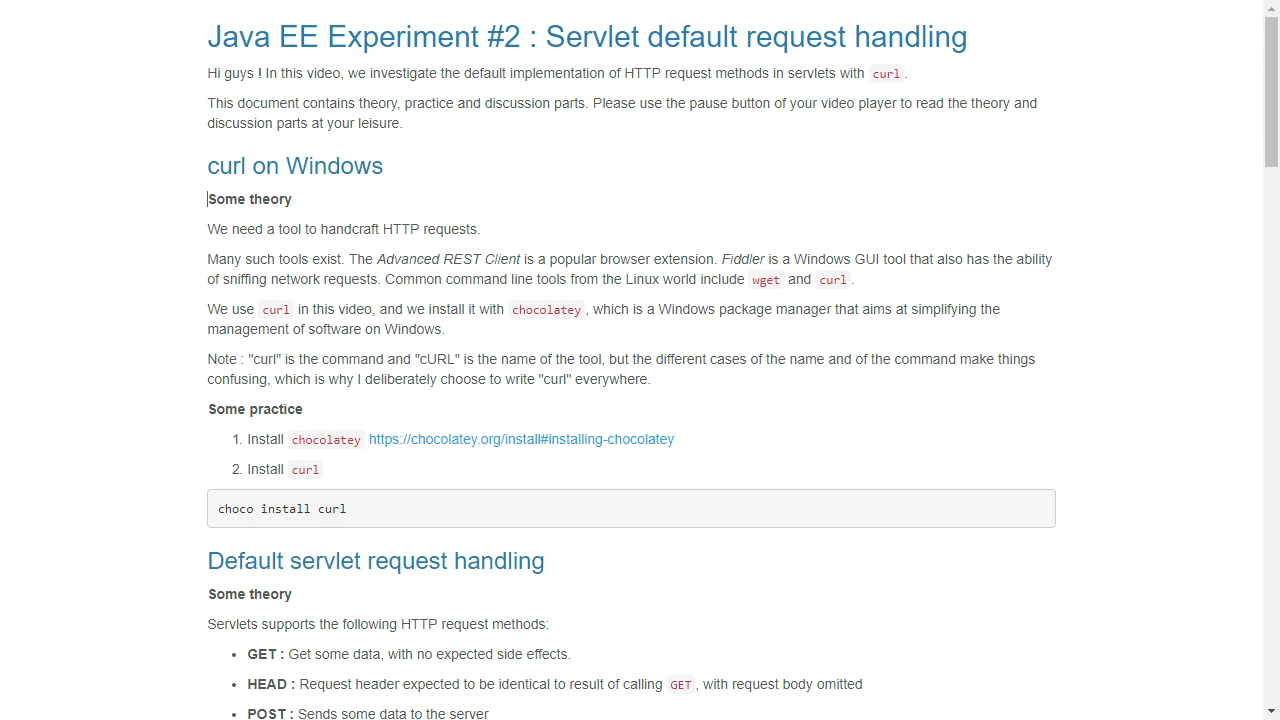 Java EE Experiment #2 : Servlet default request handling
Hi guys ! In this video, we investigate the default implementation of HTTP request methods in servlets with curl .
This document contains theory, practice and discussion parts. Please use the pause button of your video player to read the theory and
discussion parts at your leisure.
curl on Windows
Some theory
We need a tool to handcraft HTTP requests.
Many such tools exist. The Advanced REST Client is a popular browser extension. Fiddler is a Windows GUI tool that also has the ability
of sniffing network requests. Common command line tools from the Linux world include wget and curl .
We use curl in this video, and we install it with chocolatey , which is a Windows package manager that aims at simplifying the
management of software on Windows.
Note : "curl" is the command and "cURL" is the name of the tool, but the different cases of the name and of the command make things
confusing, which is why I deliberately choose to write "curl" everywhere.
Some practice
1. Install chocolatey https://chocolatey.org/install#installing-chocolatey
2. Install curl
choco install curl
Default servlet request handling
Some theory
Servlets supports the following HTTP request methods:
• GET : Get some data, with no expected side effects.
• HEAD : Request header expected to be identical to result of calling GET , with request body omitted
• POST : Sends some data to the server